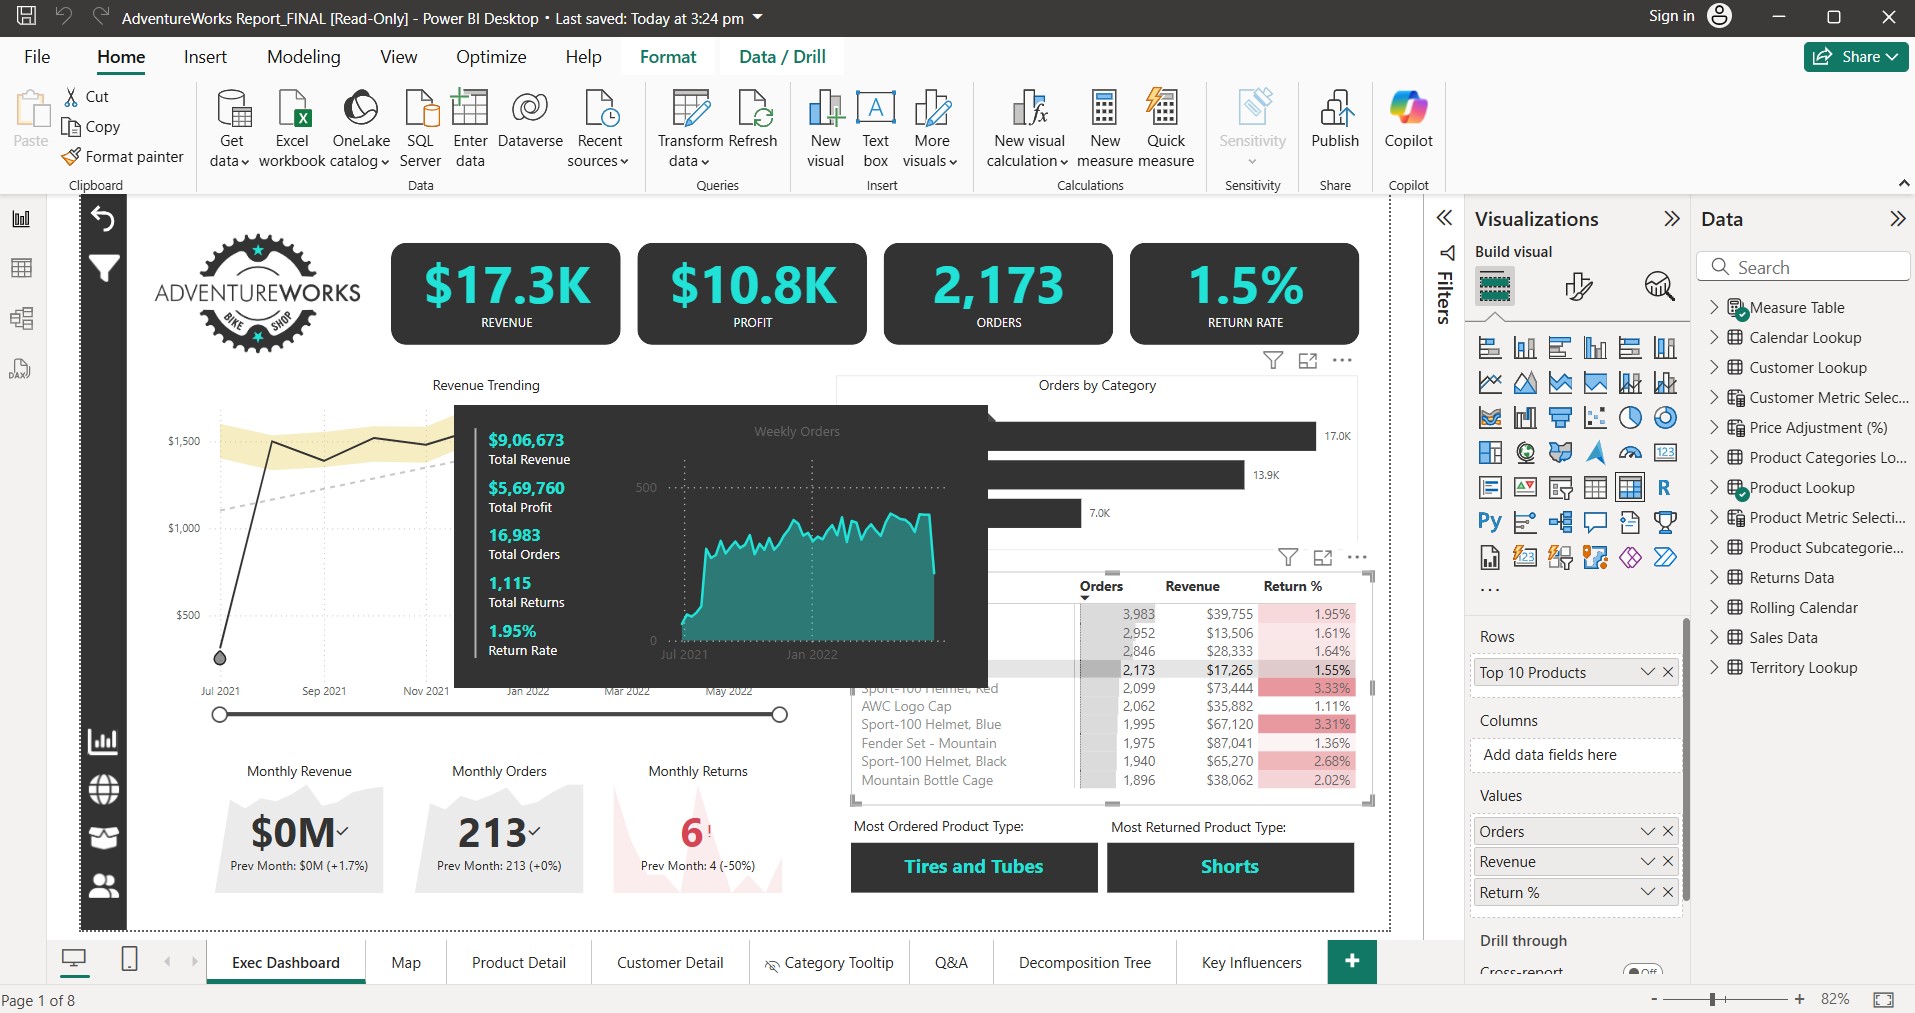 AdventureWorks Report_FINAL [Read-Only] - Power BI Desktop • Last saved: Today at 3:24 pm
Sign in
File
Home
Insert
Modeling
View
Optimize
Help
Format
Data / Drill
Share
Paste
Cut
Copy
Format painter
Clipboard
Get data
Excel workbook
OneLake catalog
SQL Server
Enter data
Dataverse
Recent sources
Data
Transform data
Refresh
Queries
New visual
Text box
More visuals
Insert
New visual calculation
New measure
Quick measure
Calculations
Sensitivity
Sensitivity
Publish
Share
Copilot
Copilot
ADVENTUREWORKS
BIKE SHOP
$17.3K
REVENUE
$10.8K
PROFIT
2,173
ORDERS
1.5%
RETURN RATE
Revenue Trending
$1,500
$1,000
$500
Jul 2021
Sep 2021
Nov 2021
Jan 2022
Mar 2022
May 2022
$9,06,673
Total Revenue
$5,69,760
Total Profit
16,983
Total Orders
1,115
Total Returns
1.95%
Return Rate
Weekly Orders
500
0
Jul 2021
Jan 2022
Orders by Category
17.0K
13.9K
7.0K
Orders Revenue Return %
3,983 $39,755 1.95%
2,952 $13,506 1.61%
2,846 $28,333 1.64%
2,173 $17,265 1.55%
Sport-100 Helmet, Red 2,099 $73,444 3.33%
AWC Logo Cap 2,062 $35,882 1.11%
Sport-100 Helmet, Blue 1,995 $67,120 3.31%
Fender Set - Mountain 1,975 $87,041 1.36%
Sport-100 Helmet, Black 1,940 $65,270 2.68%
Mountain Bottle Cage 1,896 $38,062 2.02%
Monthly Revenue
$0M
Prev Month: $0M (+1.7%)
Monthly Orders
213
Prev Month: 213 (+0%)
Monthly Returns
6!
Prev Month: 4 (-50%)
Most Ordered Product Type:
Tires and Tubes
Most Returned Product Type:
Shorts
Filters
Visualizations
Build visual
123
R
Py
123
...
Rows
Top 10 Products
Columns
Add data fields here
Values
Orders
Revenue
Return %
Drill through
Cross-report
Off
Data
Search
Measure Table
Calendar Lookup
Customer Lookup
Customer Metric Selec...
Price Adjustment (%)
Product Categories Lo...
Product Lookup
Product Metric Selecti...
Product Subcategorie...
Returns Data
Rolling Calendar
Sales Data
Territory Lookup
DAX
Exec Dashboard
Map
Product Detail
Customer Detail
Category Tooltip
Q&A
Decomposition Tree
Key Influencers
+
Page 1 of 8
- + 82%